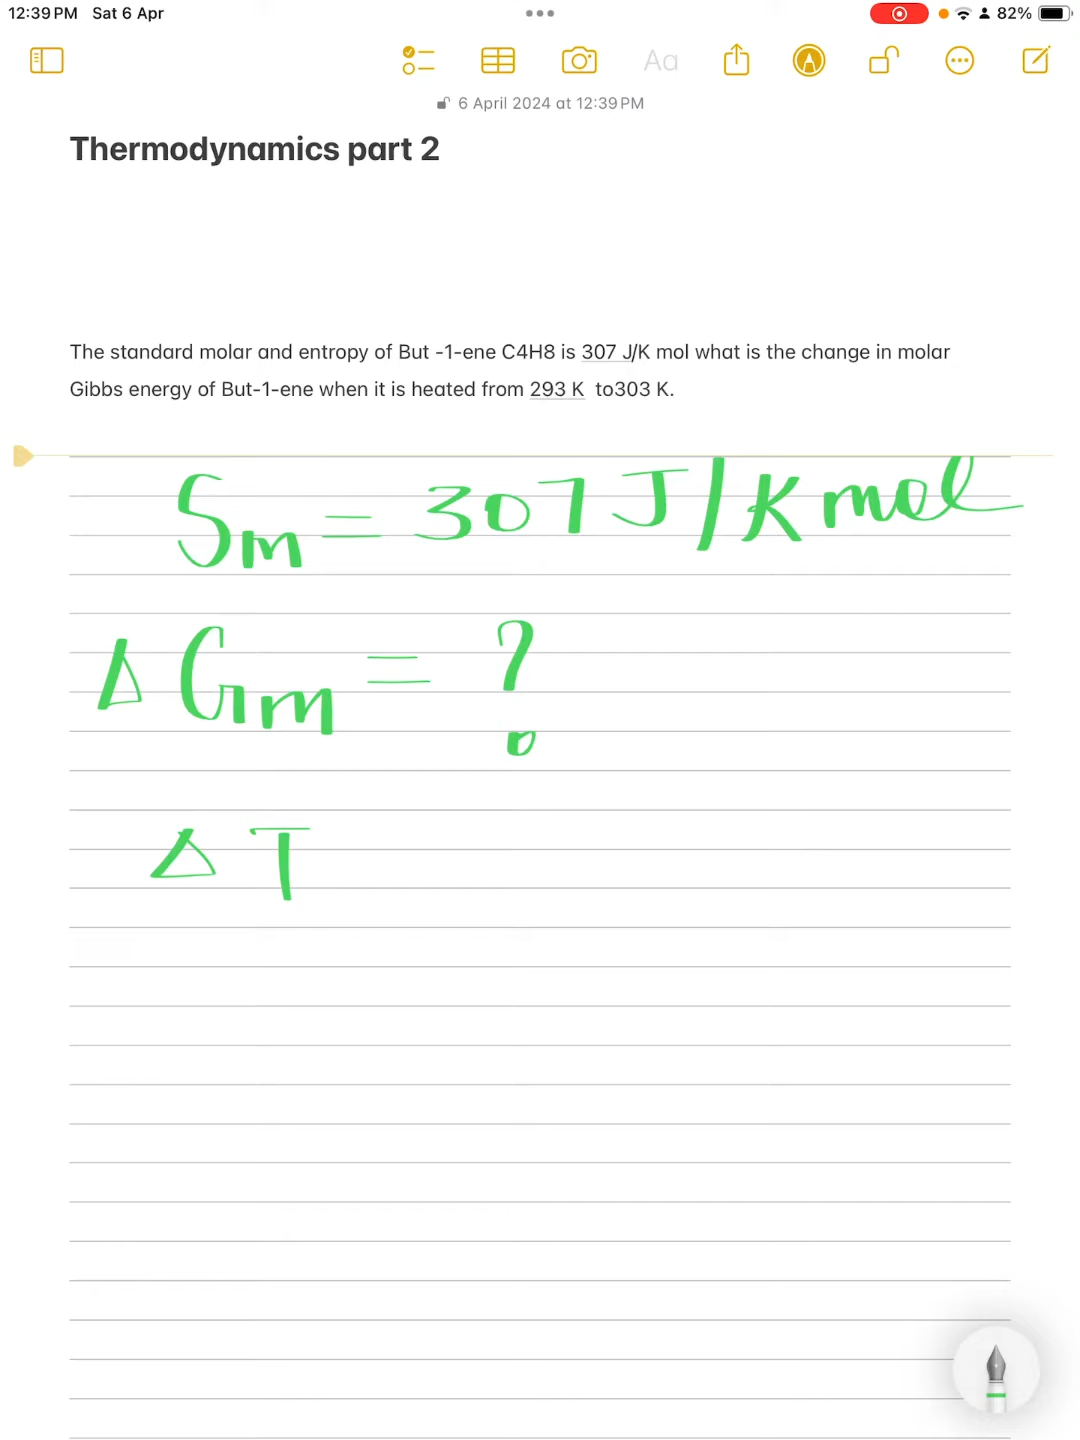 12:39 PM Sat 6 Apr 82%
Aa
6 April 2024 at 12:39 PM
Thermodynamics part 2
The standard molar and entropy of But -1-ene C4H8 is 307 J/K mol what is the change in molar
Gibbs energy of But-1-ene when it is heated from 293 K to303 K.
Sm = 307 J/K mol
Δ Gm = ?
Δ T